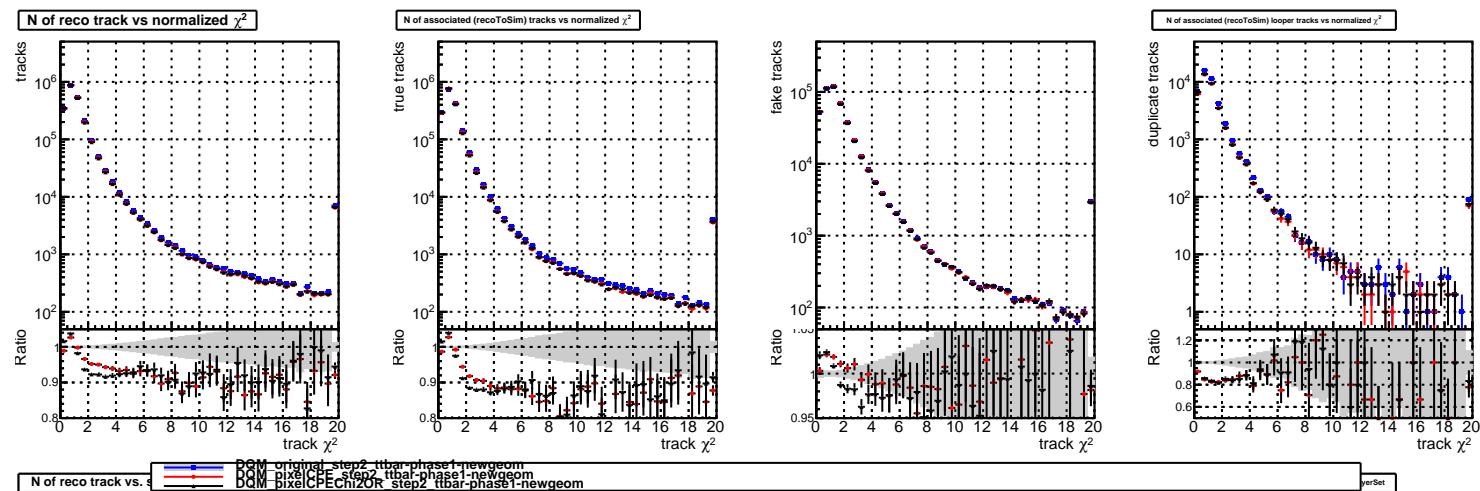 N of reco track vs normalized χ²
tracks
10⁶
10⁵
10⁴
10³
10²
Ratio
1
0.9
0.8
0 2 4 6 8 10 12 14 16 18 20
track χ²
N of associated (recoToSim) tracks vs normalized χ²
true tracks
10⁶
10⁵
10⁴
10³
10²
Ratio
1
0.9
0.8
0 2 4 6 8 10 12 14 16 18 20
track χ²
fake tracks
10⁵
10⁴
10³
10²
Ratio
1.05
1
0.95
0 2 4 6 8 10 12 14 16 18 20
track χ²
N of associated (recoToSim) looper tracks vs normalized χ²
duplicate tracks
10⁴
10³
10²
10
1
Ratio
1.2
1
0.8
0.6
0 2 4 6 8 10 12 14 16 18 20
track χ²
N of reco track vs. s
DQM_original_step2_ttbar-phase1-newgeom
DQM_pixelCPE_step2_ttbar-phase1-newgeom
DQM_pixelCPEChi2OR_step2_ttbar-phase1-newgeom
yerSet